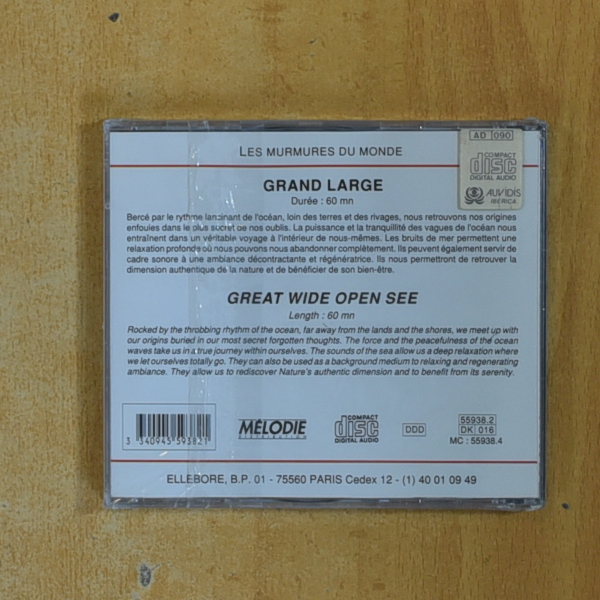 AD 090
COMPACT
disc
DIGITAL AUDIO
AUVIDIS
IBERICA
LES MURMURES DU MONDE
GRAND LARGE
Durée : 60 mn
Bercé par le rythme lancinant de l'océan, loin des terres et des rivages, nous retrouvons nos origines
enfouies dans le plus secret de nos oublis. La puissance et la tranquilité des vagues de l'océan nous
entraînent dans un véritable voyage à l'intérieur de nous-mêmes. Les bruits de mer permettent une
relaxation profonde où nous pouvons nous abandonner complètement. Ils peuvent également servir de
cadre sonore à une ambiance décontractante et régénératrice. Ils nous permettront de retrouver la
dimension authentique de la nature et de bénéficier de son bien-être.
GREAT WIDE OPEN SEE
Length : 60 mn
Rocked by the throbbing rhythm of the ocean, far away from the lands and the shores, we meet up with
our origins buried in our most secret forgotten thoughts. The force and the peacefulness of the ocean
waves take us in a true journey within ourselves. The sounds of the sea allow us a deep relaxation where
we let ourselves totally go. They can also be used as a background medium to relaxing and regenerating
ambiance. They allow us to rediscover Nature's authentic dimension and to benefit from its serenity.
3 340945 593821
MÉLODIE
DISTRIBUTION
COMPACT
disc
DIGITAL AUDIO
DDD
55938.2
DK 016
MC : 55938.4
ELLEBORE, B.P. 01 - 75560 PARIS Cedex 12 - (1) 40 01 09 49